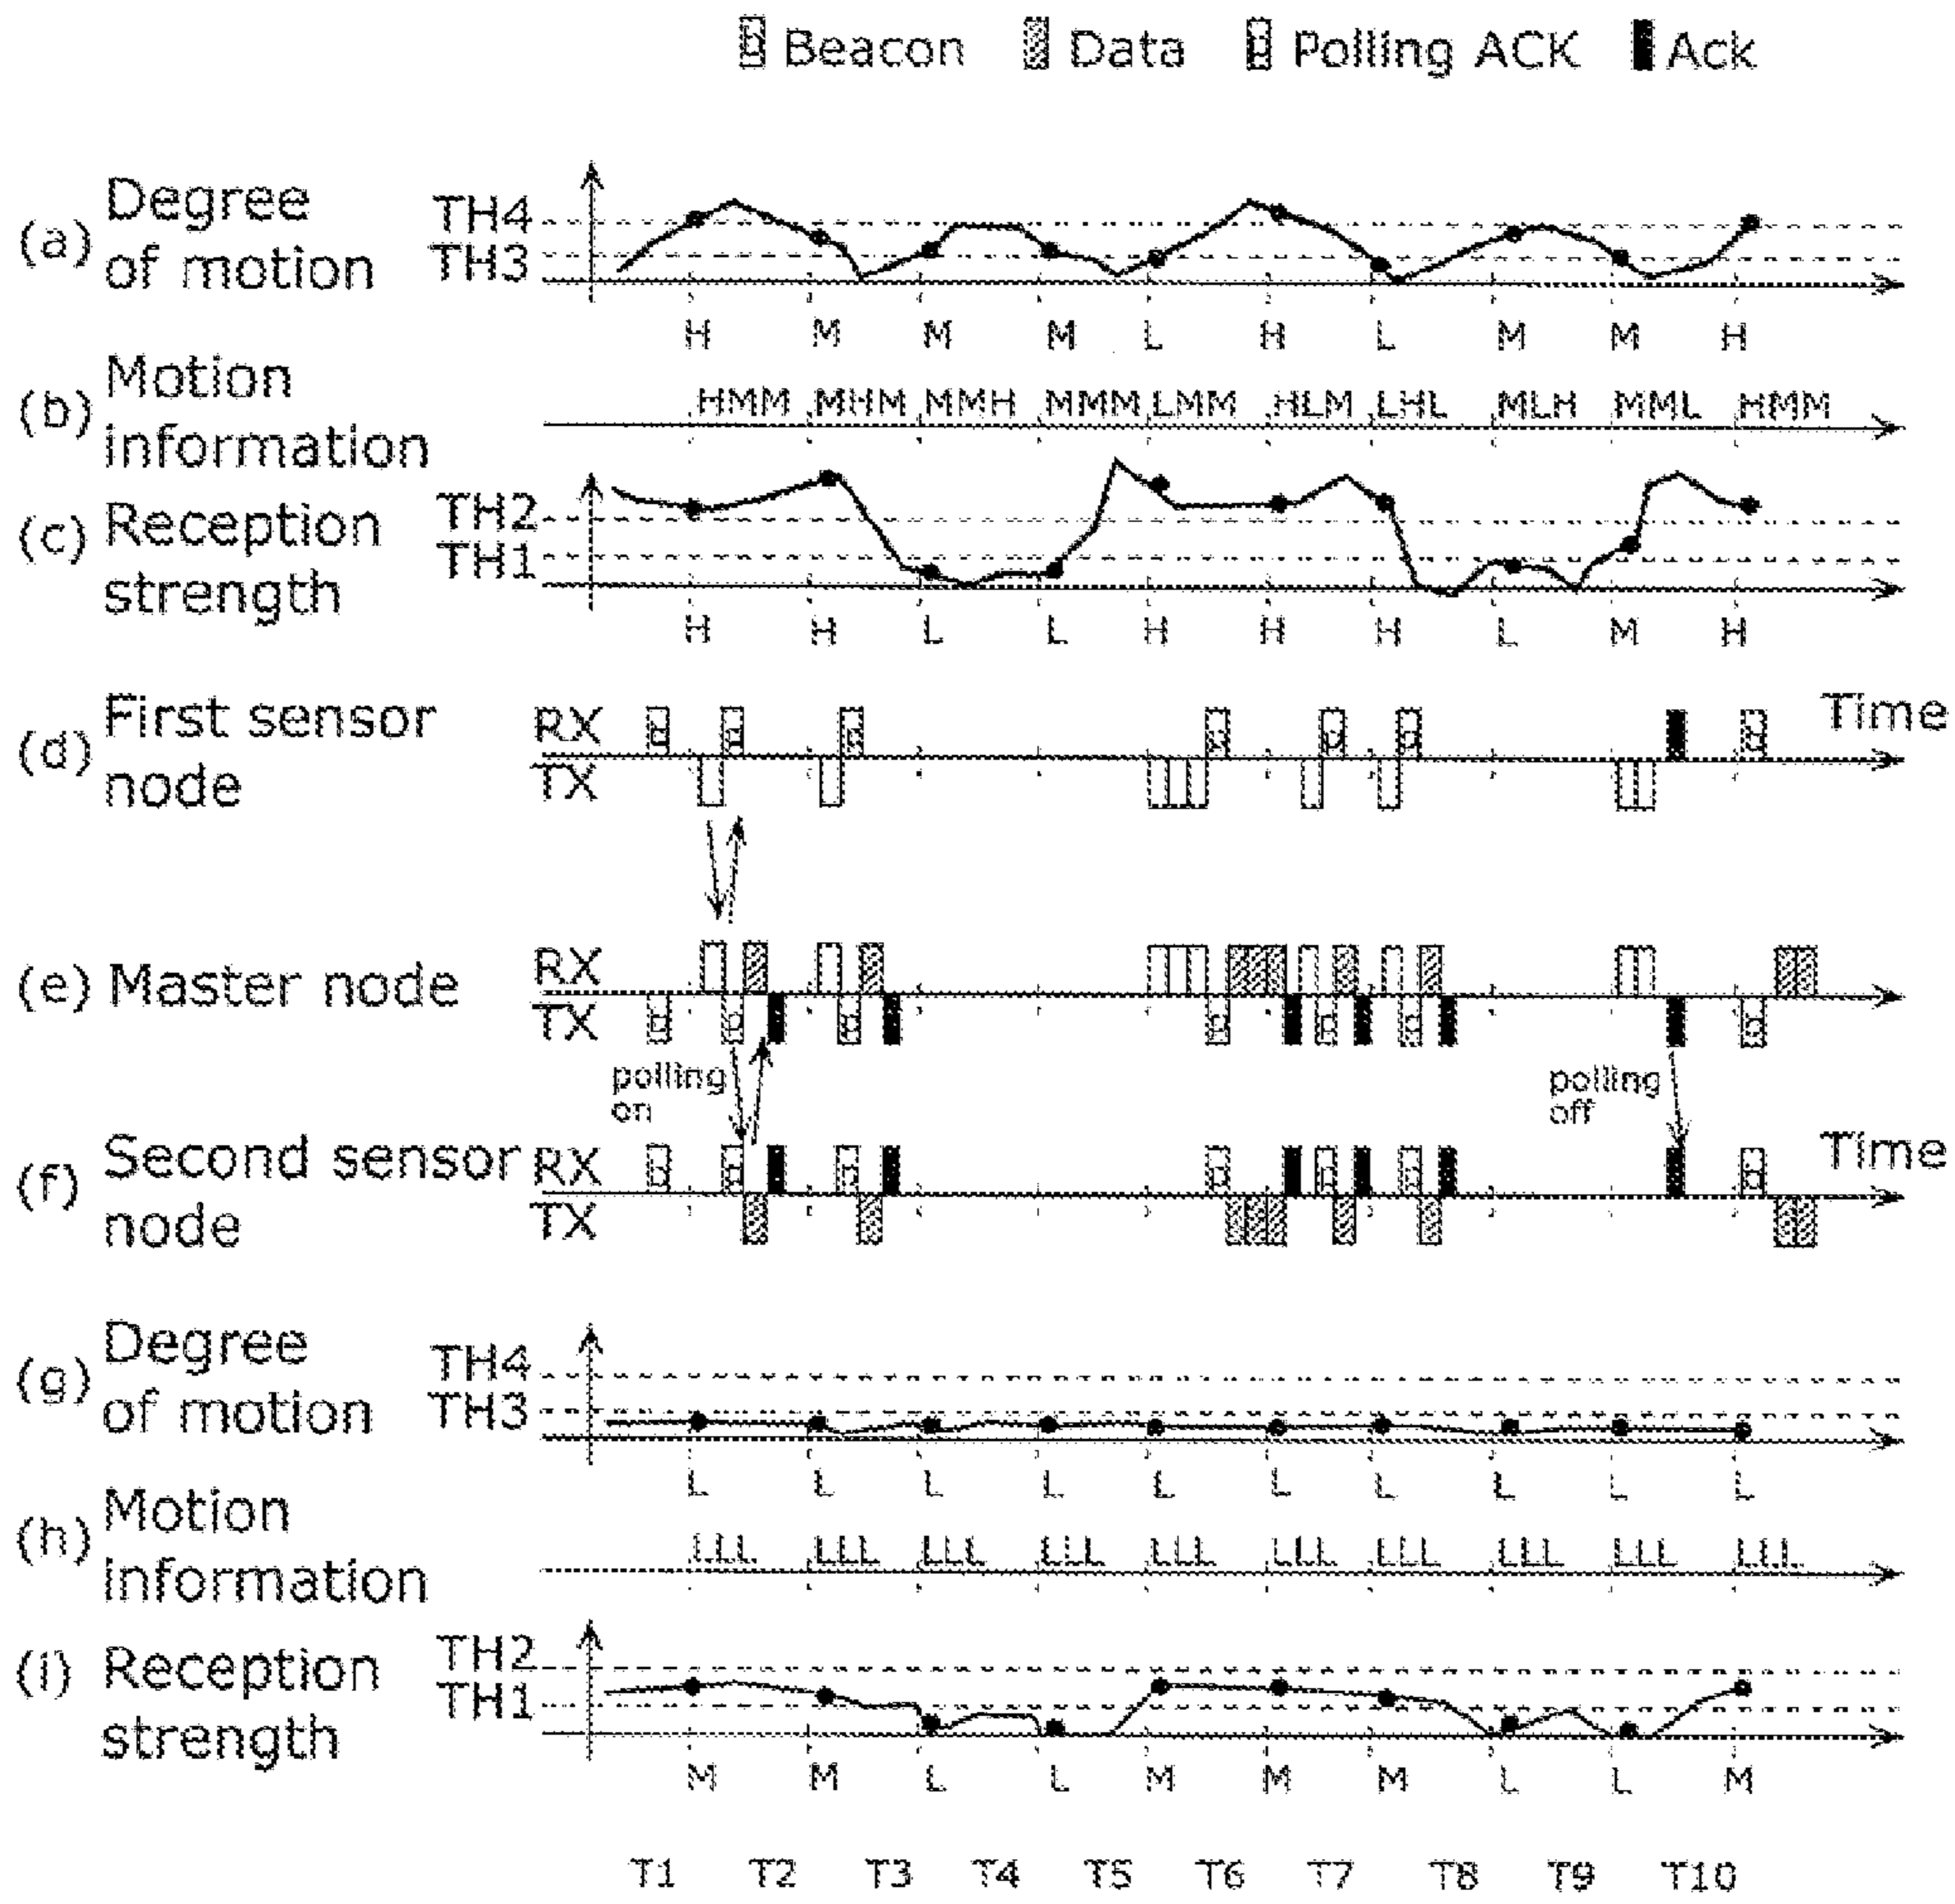 Beacon Data Polling ACK Ack
(a) Degree of motion
TH4
TH3
H M M M L H L M M H
(b) Motion information
HMM MHM MMH MMM LMM HLM LHL MLH MML HMM
(c) Reception strength
TH2
TH1
H H L L H H H L M H
(d) First sensor node
RX
TX
Time
(e) Master node
RX
TX
polling on
polling off
(f) Second sensor node
RX
TX
Time
(g) Degree of motion
TH4
TH3
L L L L L L L L L L
(h) Motion information
LLL LLL LLL LLL LLL LLL LLL LLL LLL LLL
(i) Reception strength
TH2
TH1
M M L L M M M L L M
T1 T2 T3 T4 T5 T6 T7 T8 T9 T10